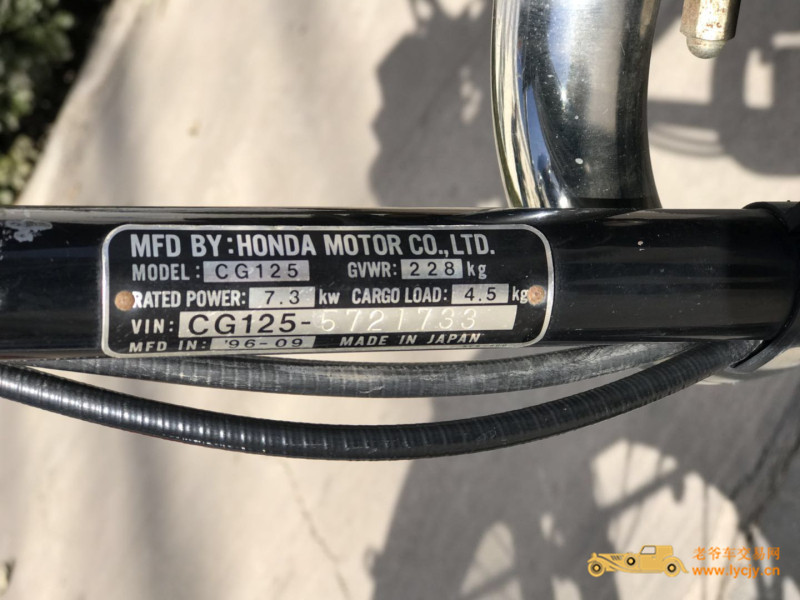 MFD BY: HONDA MOTOR CO.,LTD.
MODEL: CG125 GVWR: 228 kg
RATED POWER: 7.3 kw CARGO LOAD: 4.5 kg
VIN: CG125-5721733
MFD IN: '96-09 MADE IN JAPAN
老爷车交易网
www.lycjy.cn